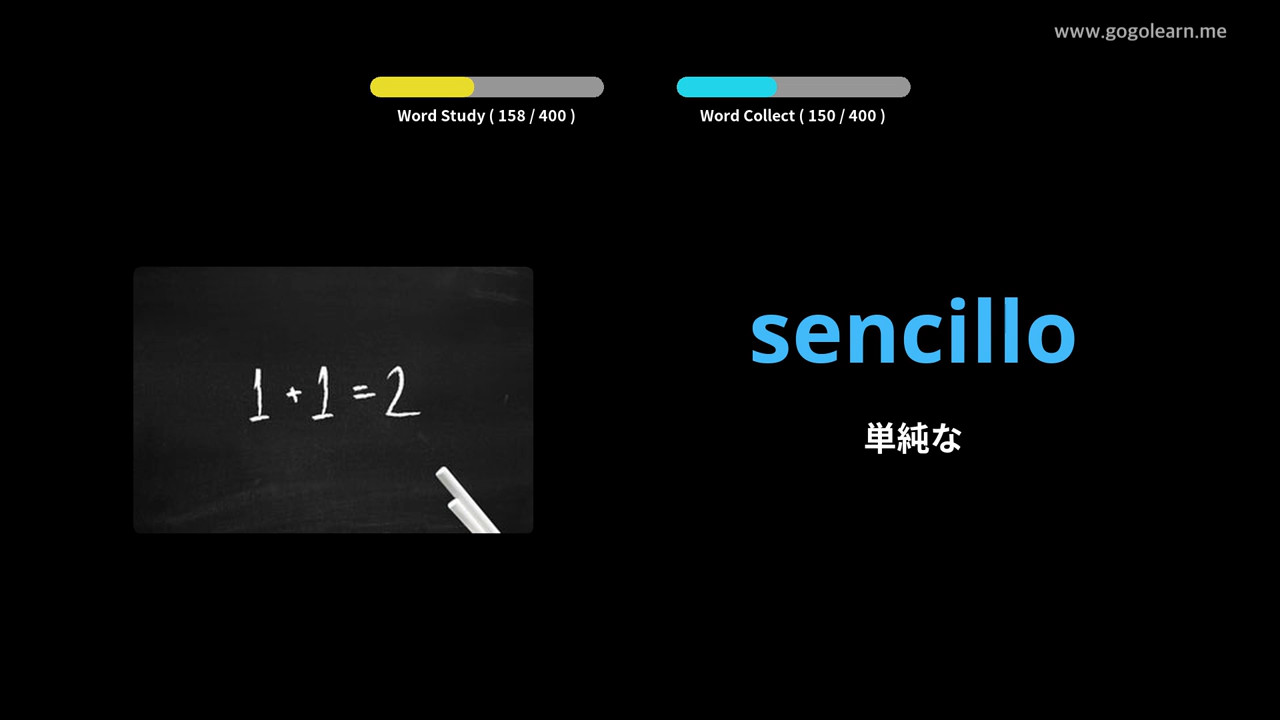 www.gogolearn.me
Word Study ( 158 / 400 )
Word Collect ( 150 / 400 )
1 + 1 = 2
sencillo
単純な